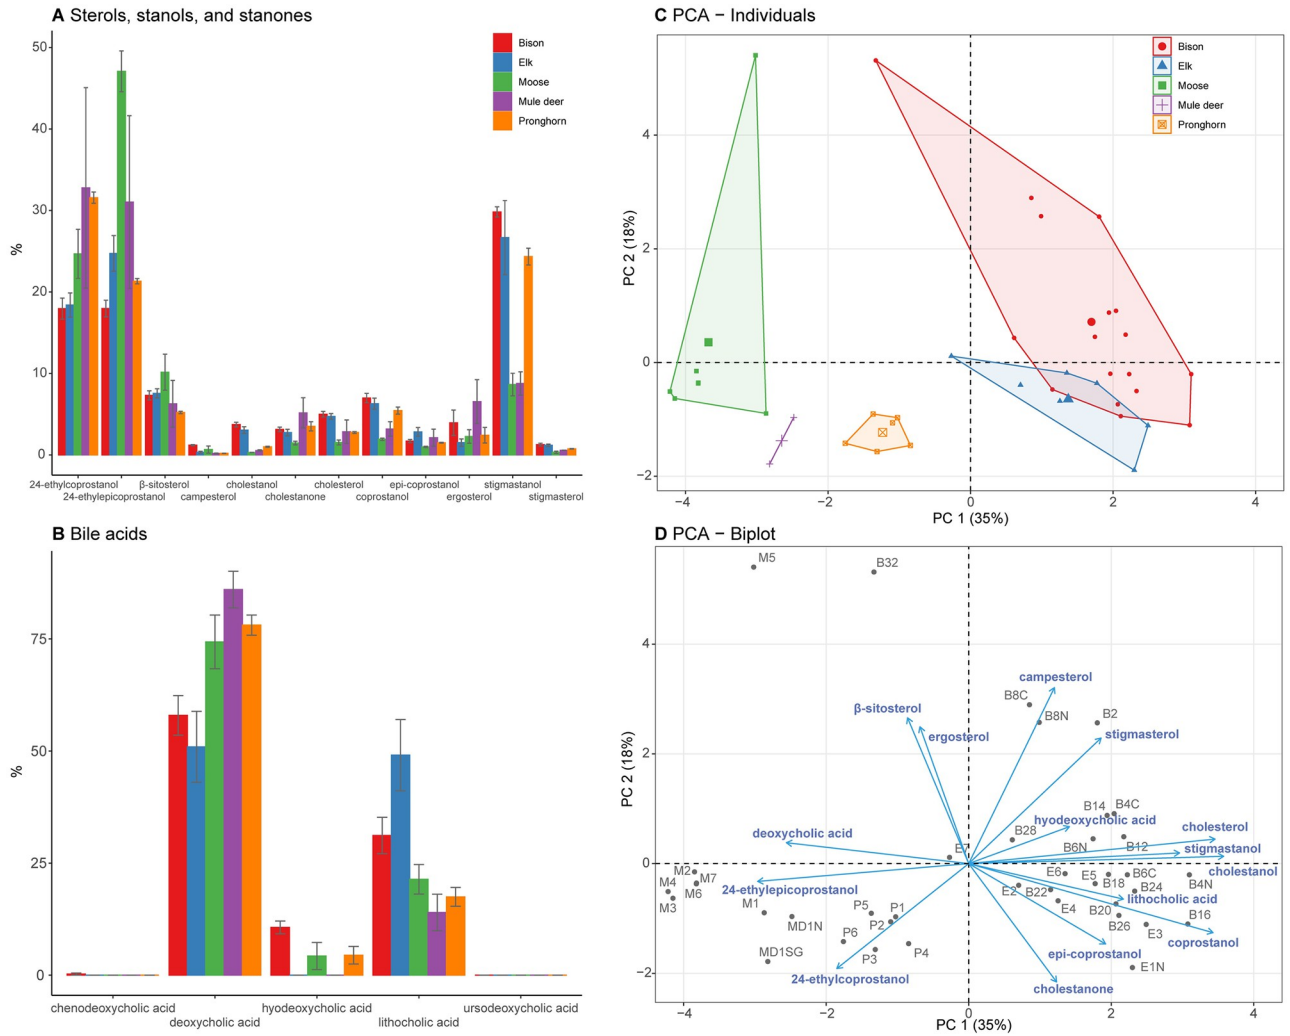 A Sterols, stanols, and stanones
50
40
30
20
10
0
%
Bison
Elk
Moose
Mule deer
Pronghorn
24-ethylcoprostanol
24-ethylepicoprostanol
β-sitosterol
campesterol
cholestanol
cholestanone
cholesterol
coprostanol
epi-coprostanol
ergosterol
stigmastanol
stigmasterol
B Bile acids
75
50
25
0
%
chenodeoxycholic acid
deoxycholic acid
hyodeoxycholic acid
lithocholic acid
ursodeoxycholic acid
C PCA − Individuals
Bison
Elk
Moose
Mule deer
Pronghorn
4
2
0
−2
PC 2 (18%)
−4
−2
0
2
4
PC 1 (35%)
D PCA − Biplot
M5
B32
campesterol
B8C
B8N
B2
β-sitosterol
ergosterol
stigmasterol
B14
B4C
hyodeoxycholic acid
cholesterol
deoxycholic acid
B28
B6N
B12
stigmastanol
cholestanol
M2
M7
M4
M6
M3
24-ethylepicoprostanol
E6
E5
B18
B6C
B24
B4N
E2
B22
E4
B20
lithocholic acid
M1
MD1N
P5
P1
P2
B26
E3
B16
P6
P3
P4
coprostanol
MD1SG
epi-coprostanol
E1N
24-ethylcoprostanol
cholestanone
4
2
0
−2
PC 2 (18%)
−4
−2
0
2
4
PC 1 (35%)